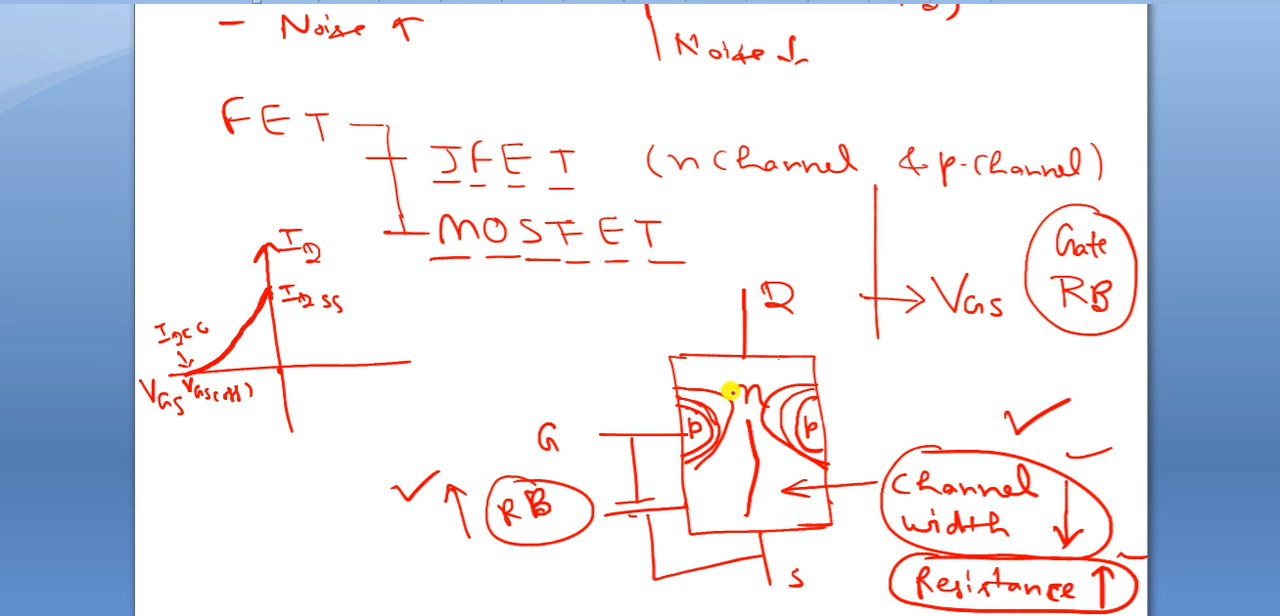 - Noise ↑
Noise ↓
FET
JFET (n channel & p-channel)
MOSFET
Gate
RB
VGS
ID
IDSS
VGS
VGS(off)
D
n
p
p
G
RB ↑
S
channel
width ↓
Resistance ↑